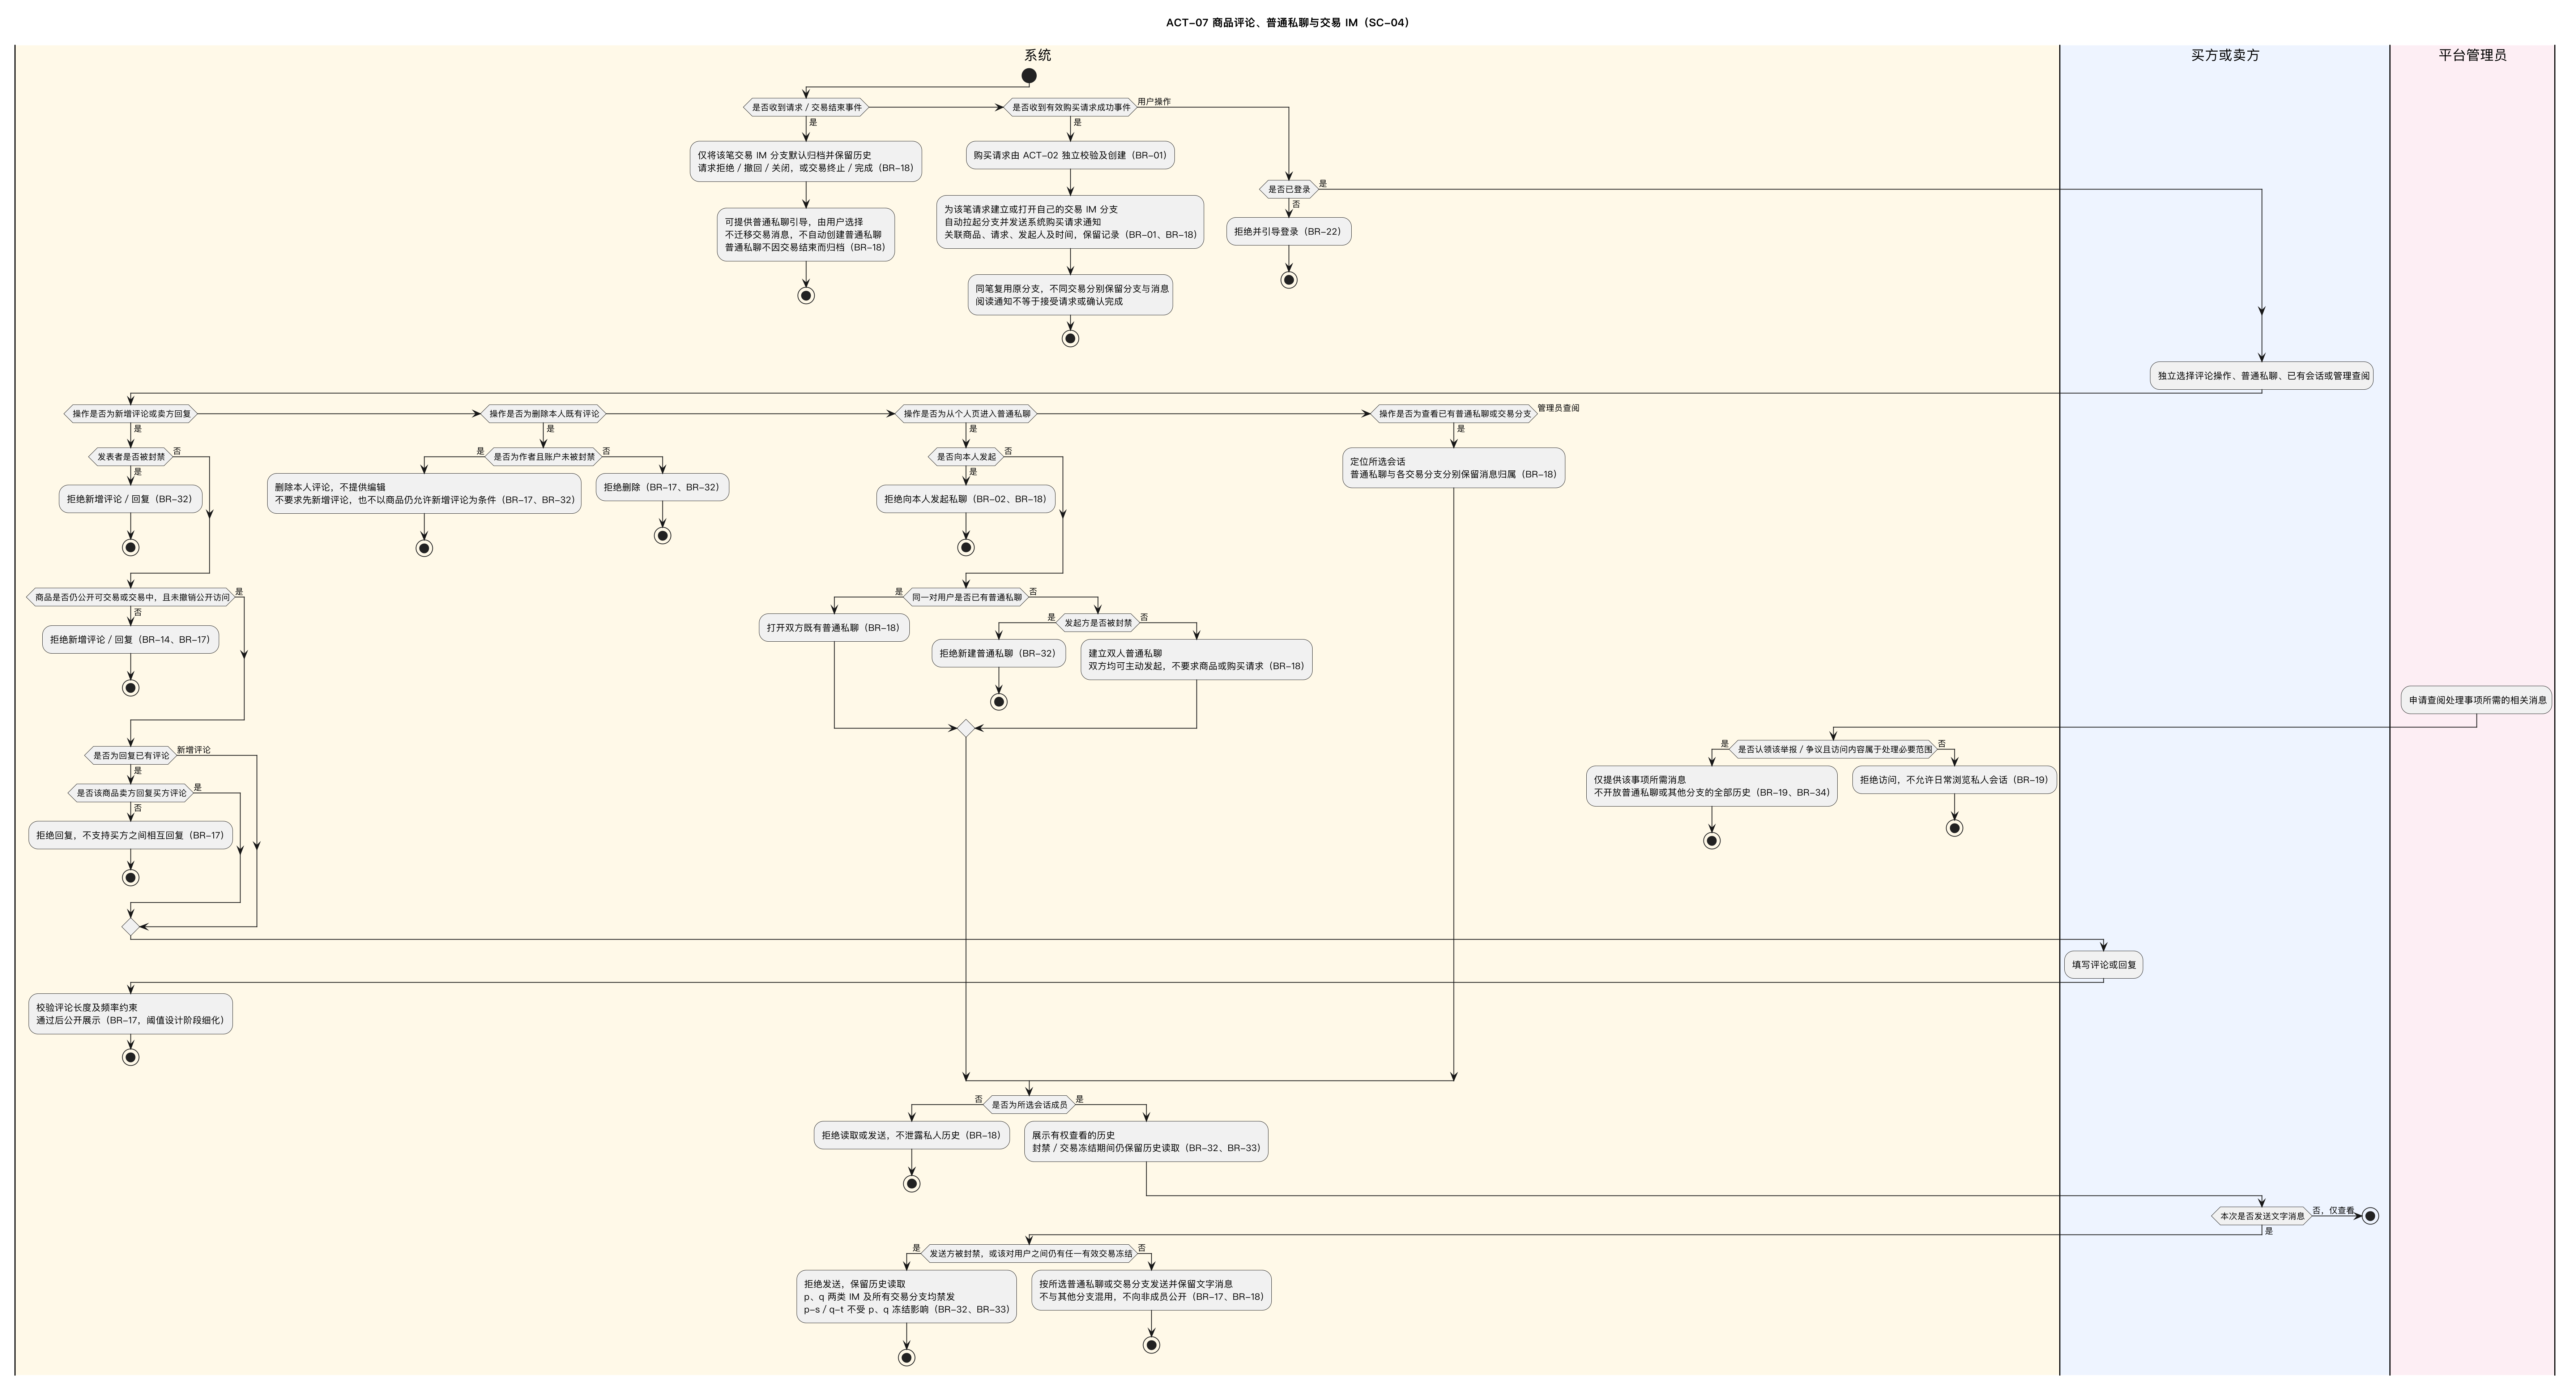 ACT-07 商品评论、普通私聊与交易 IM（SC-04）
系统
买方或卖方
平台管理员
是否收到请求 / 交易结束事件
是否收到有效购买请求成功事件
用户操作
是
是
仅将该笔交易 IM 分支默认归档并保留历史
请求拒绝 / 撤回 / 关闭，或交易终止 / 完成（BR-18）
购买请求由 ACT-02 独立校验及创建（BR-01）
是否已登录
是
否
可提供普通私聊引导，由用户选择
不迁移交易消息，不自动创建普通私聊
普通私聊不因交易结束而归档（BR-18）
为该笔请求建立或打开自己的交易 IM 分支
自动拉起分支并发送系统购买请求通知
关联商品、请求、发起人及时间，保留记录（BR-01、BR-18）
拒绝并引导登录（BR-22）
同笔复用原分支，不同交易分别保留分支与消息
阅读通知不等于接受请求或确认完成
独立选择评论操作、普通私聊、已有会话或管理查阅
操作是否为新增评论或卖方回复
操作是否为删除本人既有评论
操作是否为从个人页进入普通私聊
操作是否为查看已有普通私聊或交易分支
管理员查阅
是
是
是
是
发表者是否被封禁
否
是
是
是否为作者且账户未被封禁
否
是否向本人发起
否
是
定位所选会话
普通私聊与各交易分支分别保留消息归属（BR-18）
拒绝新增评论 / 回复（BR-32）
删除本人评论，不提供编辑
不要求先新增评论，也不以商品仍允许新增评论为条件（BR-17、BR-32）
拒绝删除（BR-17、BR-32）
拒绝向本人发起私聊（BR-02、BR-18）
商品是否仍公开可交易或交易中，且未撤销公开访问
是
否
是
同一对用户是否已有普通私聊
否
拒绝新增评论 / 回复（BR-14、BR-17）
打开双方既有普通私聊（BR-18）
是
发起方是否被封禁
否
拒绝新建普通私聊（BR-32）
建立双人普通私聊
双方均可主动发起，不要求商品或购买请求（BR-18）
申请查阅处理事项所需的相关消息
是否为回复已有评论
新增评论
是
是
是否认领该举报 / 争议且访问内容属于处理必要范围
否
是否该商品卖方回复买方评论
是
否
仅提供该事项所需消息
不开放普通私聊或其他分支的全部历史（BR-19、BR-34）
拒绝访问，不允许日常浏览私人会话（BR-19）
拒绝回复，不支持买方之间相互回复（BR-17）
填写评论或回复
校验评论长度及频率约束
通过后公开展示（BR-17，阈值设计阶段细化）
否
是否为所选会话成员
是
拒绝读取或发送，不泄露私人历史（BR-18）
展示有权查看的历史
封禁 / 交易冻结期间仍保留历史读取（BR-32、BR-33）
本次是否发送文字消息
否，仅查看
是
是
发送方被封禁，或该对用户之间仍有任一有效交易冻结
否
拒绝发送，保留历史读取
p、q 两类 IM 及所有交易分支均禁发
p-s / q-t 不受 p、q 冻结影响（BR-32、BR-33）
按所选普通私聊或交易分支发送并保留文字消息
不与其他分支混用，不向非成员公开（BR-17、BR-18）